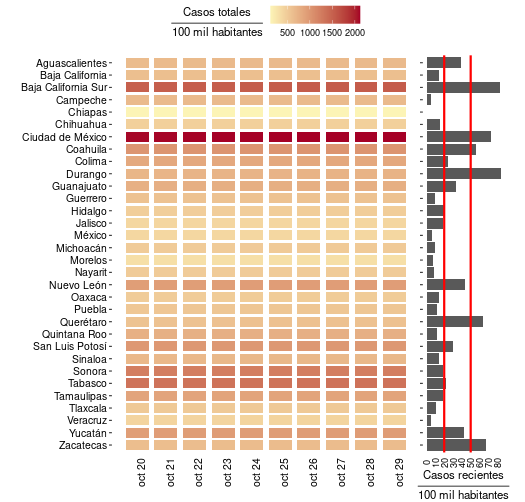 Casos totales
100 mil habitantes
500 1000 1500 2000
Aguascalientes
Baja California
Baja California Sur
Campeche
Chiapas
Chihuahua
Ciudad de México
Coahuila
Colima
Durango
Guanajuato
Guerrero
Hidalgo
Jalisco
México
Michoacán
Morelos
Nayarit
Nuevo León
Oaxaca
Puebla
Querétaro
Quintana Roo
San Luis Potosí
Sinaloa
Sonora
Tabasco
Tamaulipas
Tlaxcala
Veracruz
Yucatán
Zacatecas
oct 20 oct 21 oct 22 oct 23 oct 24 oct 25 oct 26 oct 27 oct 28 oct 29
0 10 20 30 40 50 60 70 80
Casos recientes
100 mil habitantes